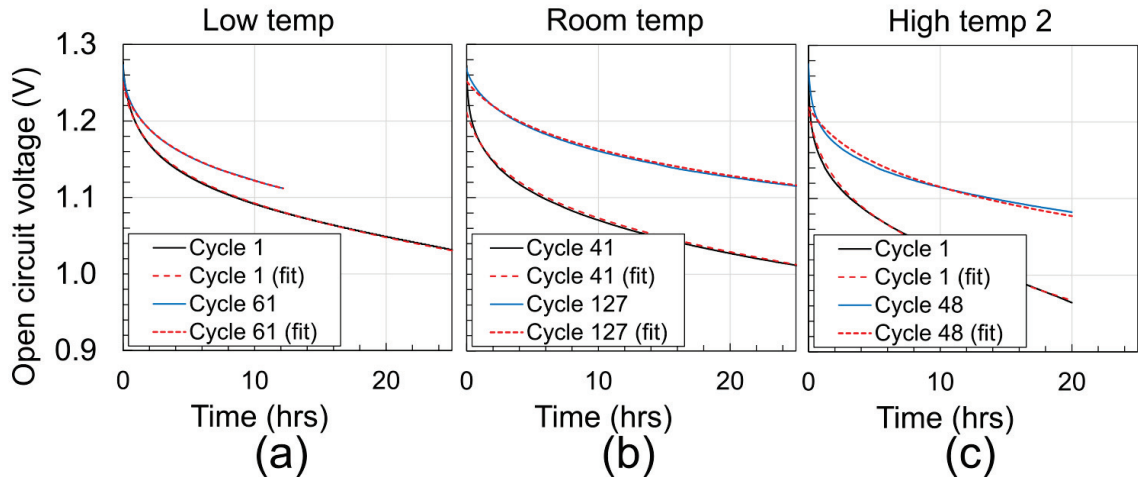 Low temp
Room temp
High temp 2
Open circuit voltage (V)
1.3
1.2
1.1
1.0
0.9
Cycle 1
Cycle 1 (fit)
Cycle 61
Cycle 61 (fit)
0
20
Time (hrs)
(a)
Cycle 41
Cycle 41 (fit)
Cycle 127
Cycle 127 (fit)
0
10
20
Time (hrs)
(b)
Cycle 1
Cycle 1 (fit)
Cycle 48
Cycle 48 (fit)
0
10
20
Time (hrs)
(c)